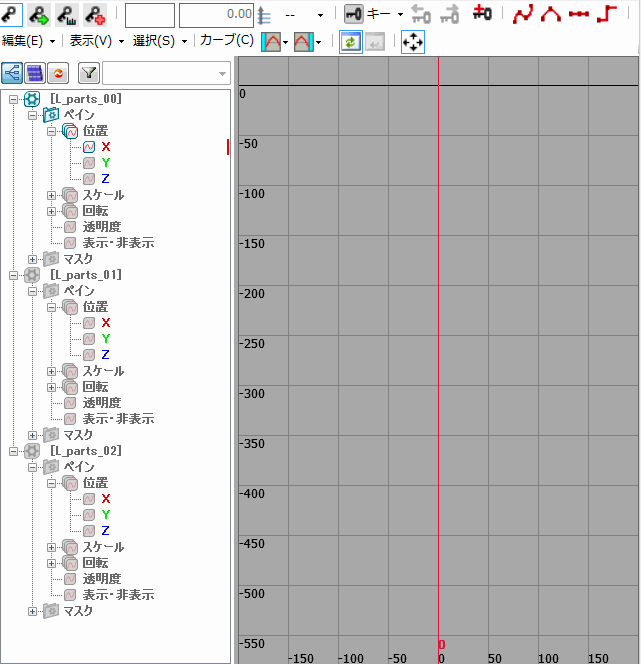 0.00 -- キー
編集(E) 表示(V) 選択(S) カーブ(C)
[L_parts_00]
ペイン
位置
X
Y
Z
スケール
回転
透明度
表示・非表示
マスク
[L_parts_01]
ペイン
位置
X
Y
Z
スケール
回転
透明度
表示・非表示
マスク
[L_parts_02]
ペイン
位置
X
Y
Z
スケール
回転
透明度
表示・非表示
マスク
0
-50
-100
-150
-200
-250
-300
-350
-400
-450
-500
-550
0
-150 -100 -50 0 50 100 150